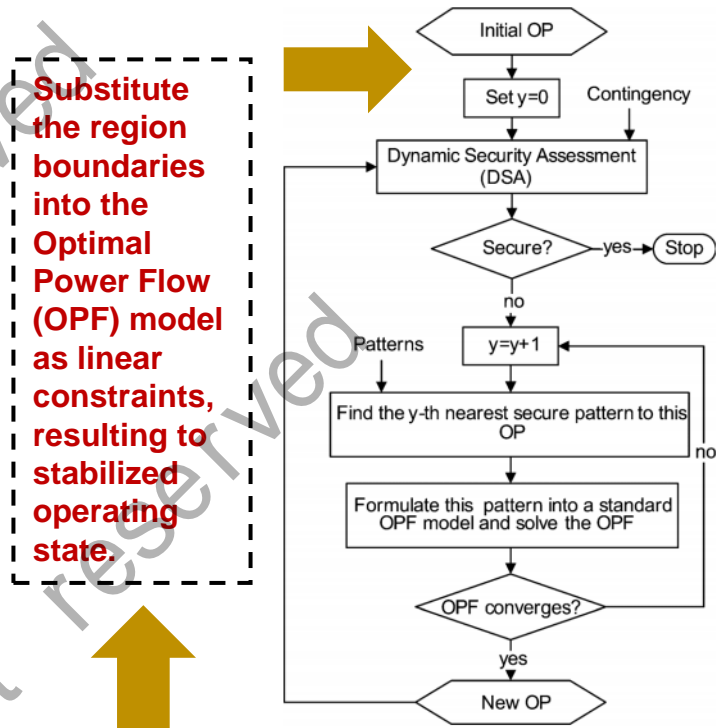 Substitute
the region
boundaries
into the
Optimal
Power Flow
(OPF) model
as linear
constraints,
resulting to
stabilized
operating
state.
Initial OP
Set y=0
Contingency
Dynamic Security Assessment
(DSA)
Secure?
yes
Stop
no
Patterns
y=y+1
Find the y-th nearest secure pattern to this
OP
no
Formulate this pattern into a standard
OPF model and solve the OPF
OPF converges?
yes
New OP
reserved